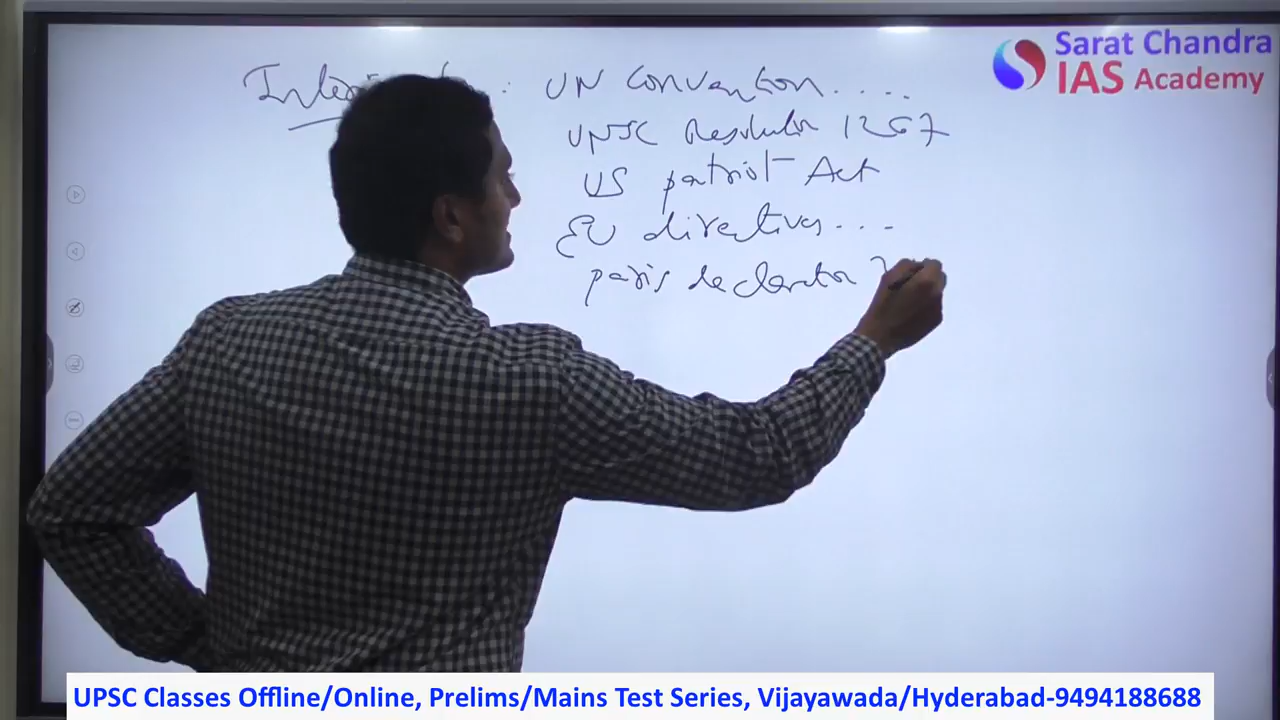 Sarat Chandra
IAS Academy
: UN Convention....
UNSC Resolution 1267
US patriot Act
EU directives...
paris declaration
UPSC Classes Offline/Online, Prelims/Mains Test Series, Vijayawada/Hyderabad-9494188688